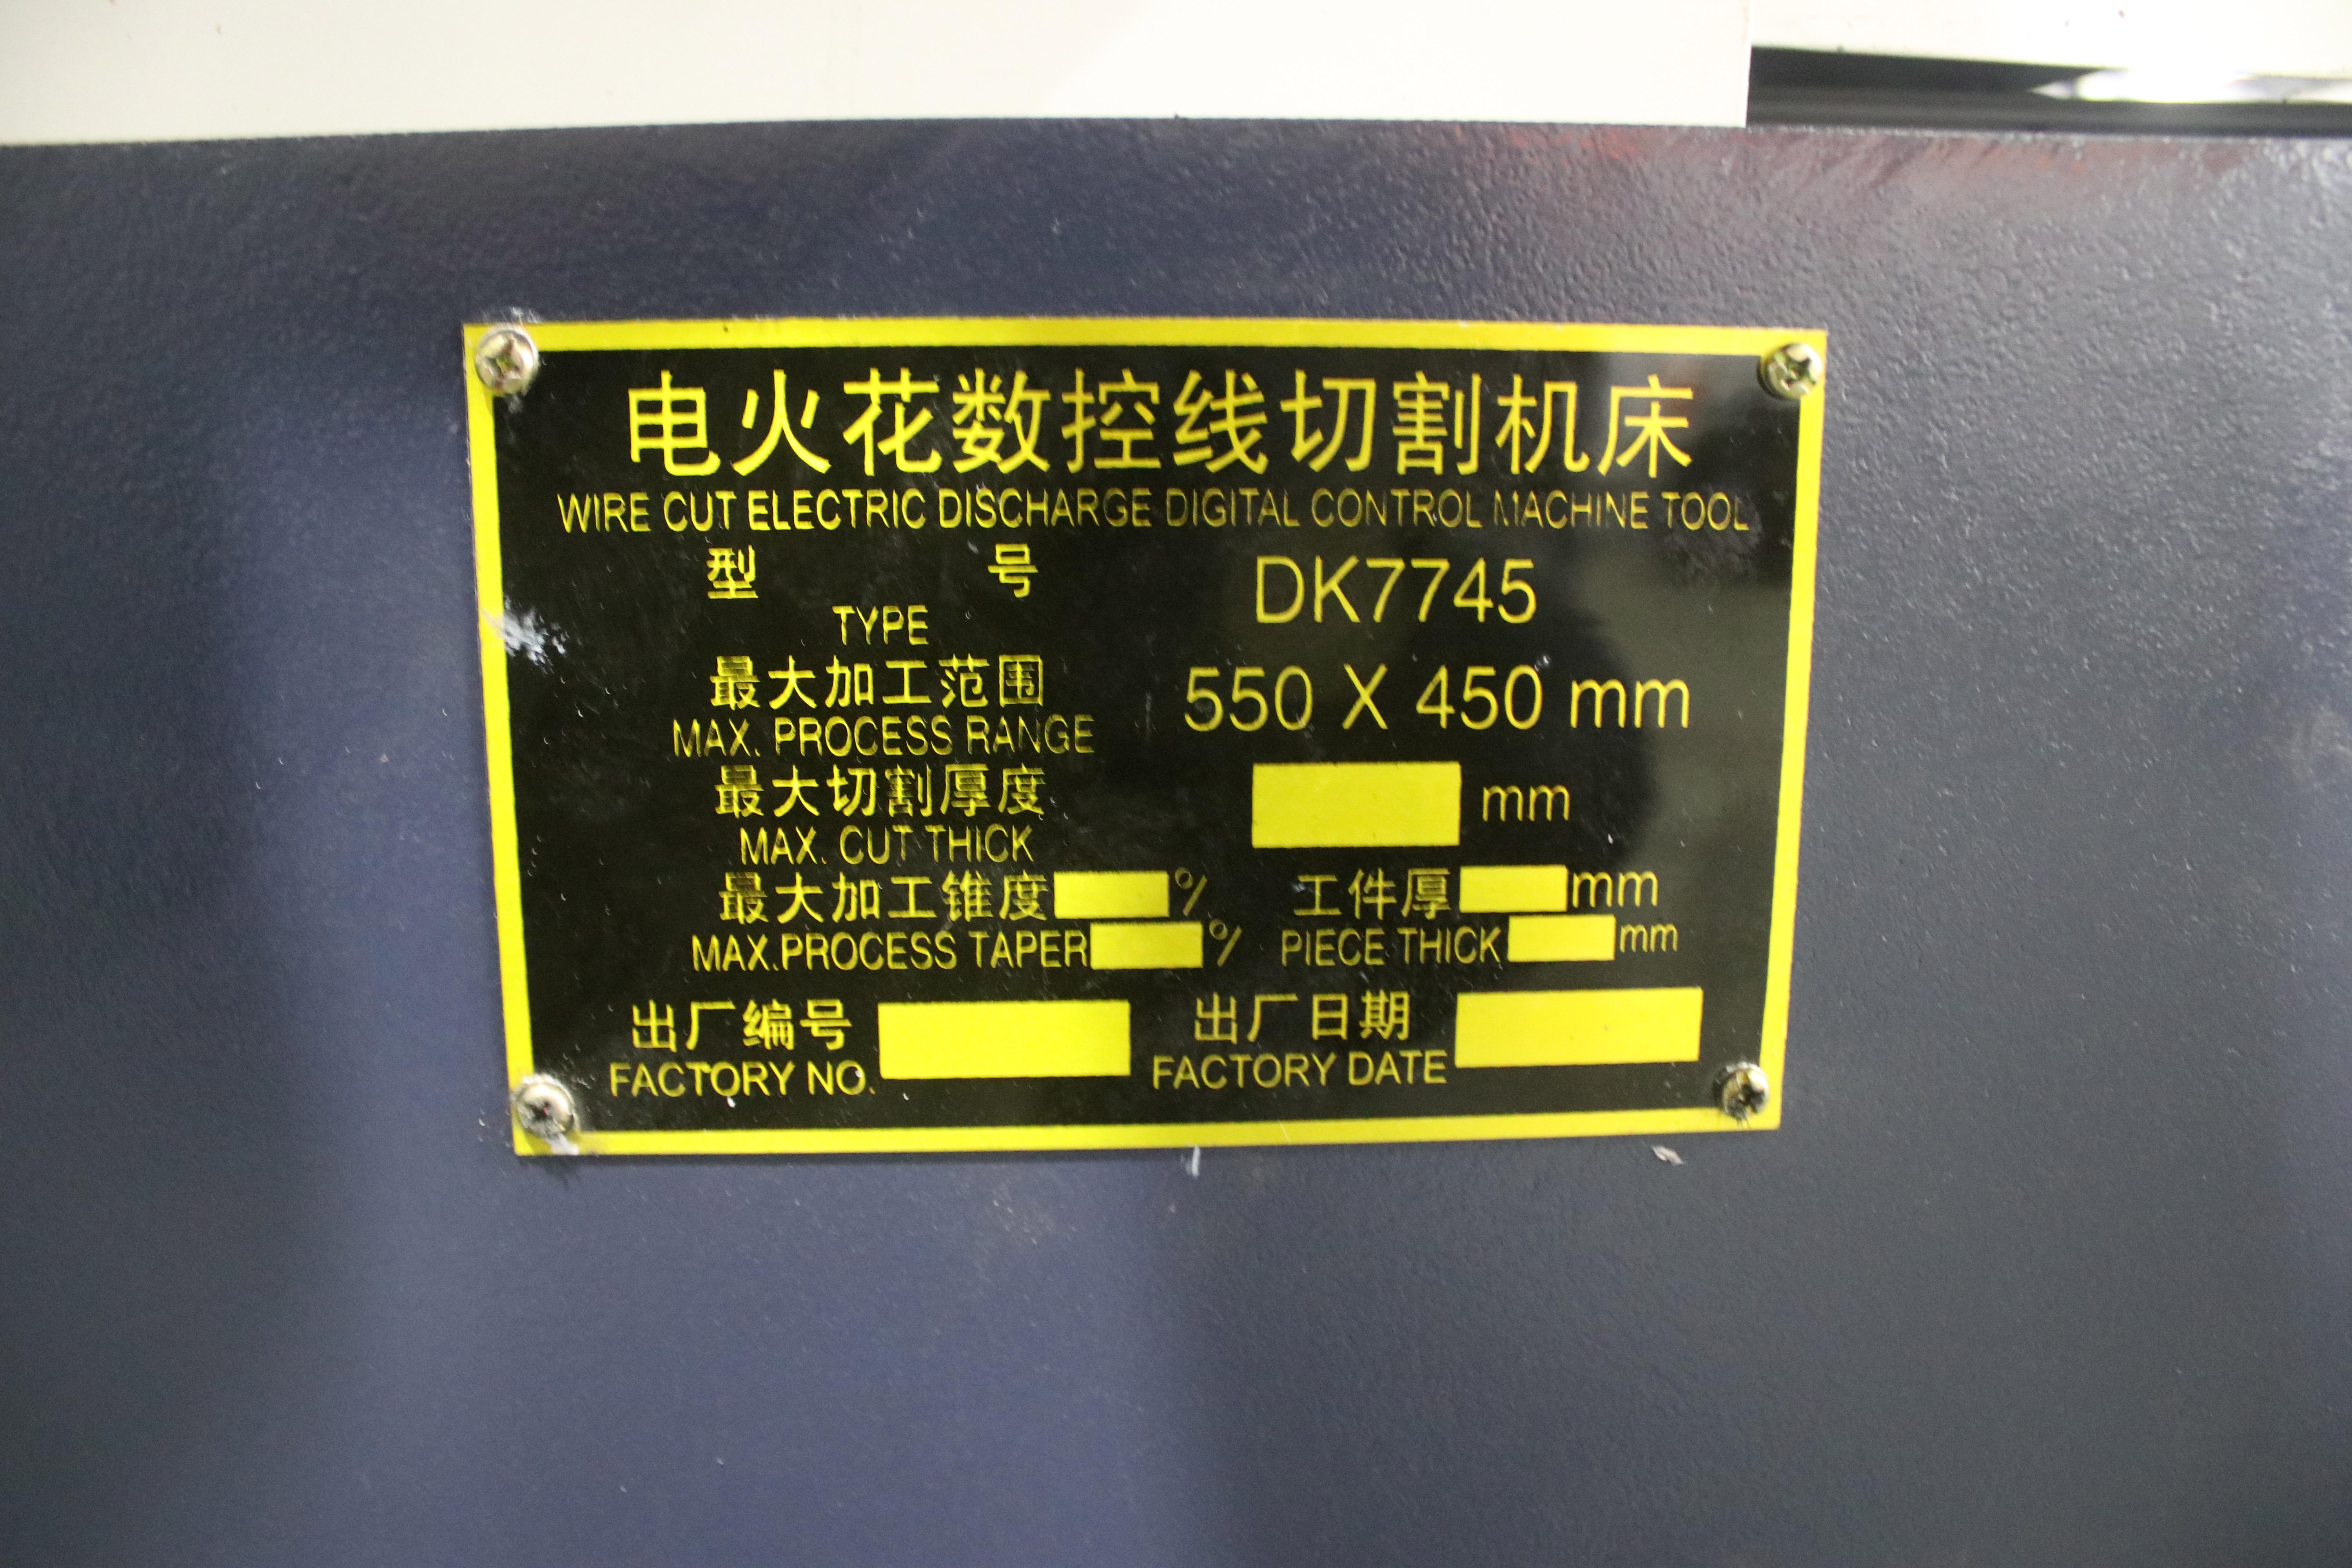 电火花数控线切割机床
WIRE CUT ELECTRIC DISCHARGE DIGITAL CONTROL MACHINE TOOL
型 号 DK7745
TYPE
最大加工范围 550 X 450 mm
MAX. PROCESS RANGE
最大切割厚度 mm
MAX. CUT THICK
最大加工锥度 °/ 工件厚 mm
MAX.PROCESS TAPER °/ PIECE THICK mm
出厂编号 出厂日期
FACTORY NO. FACTORY DATE